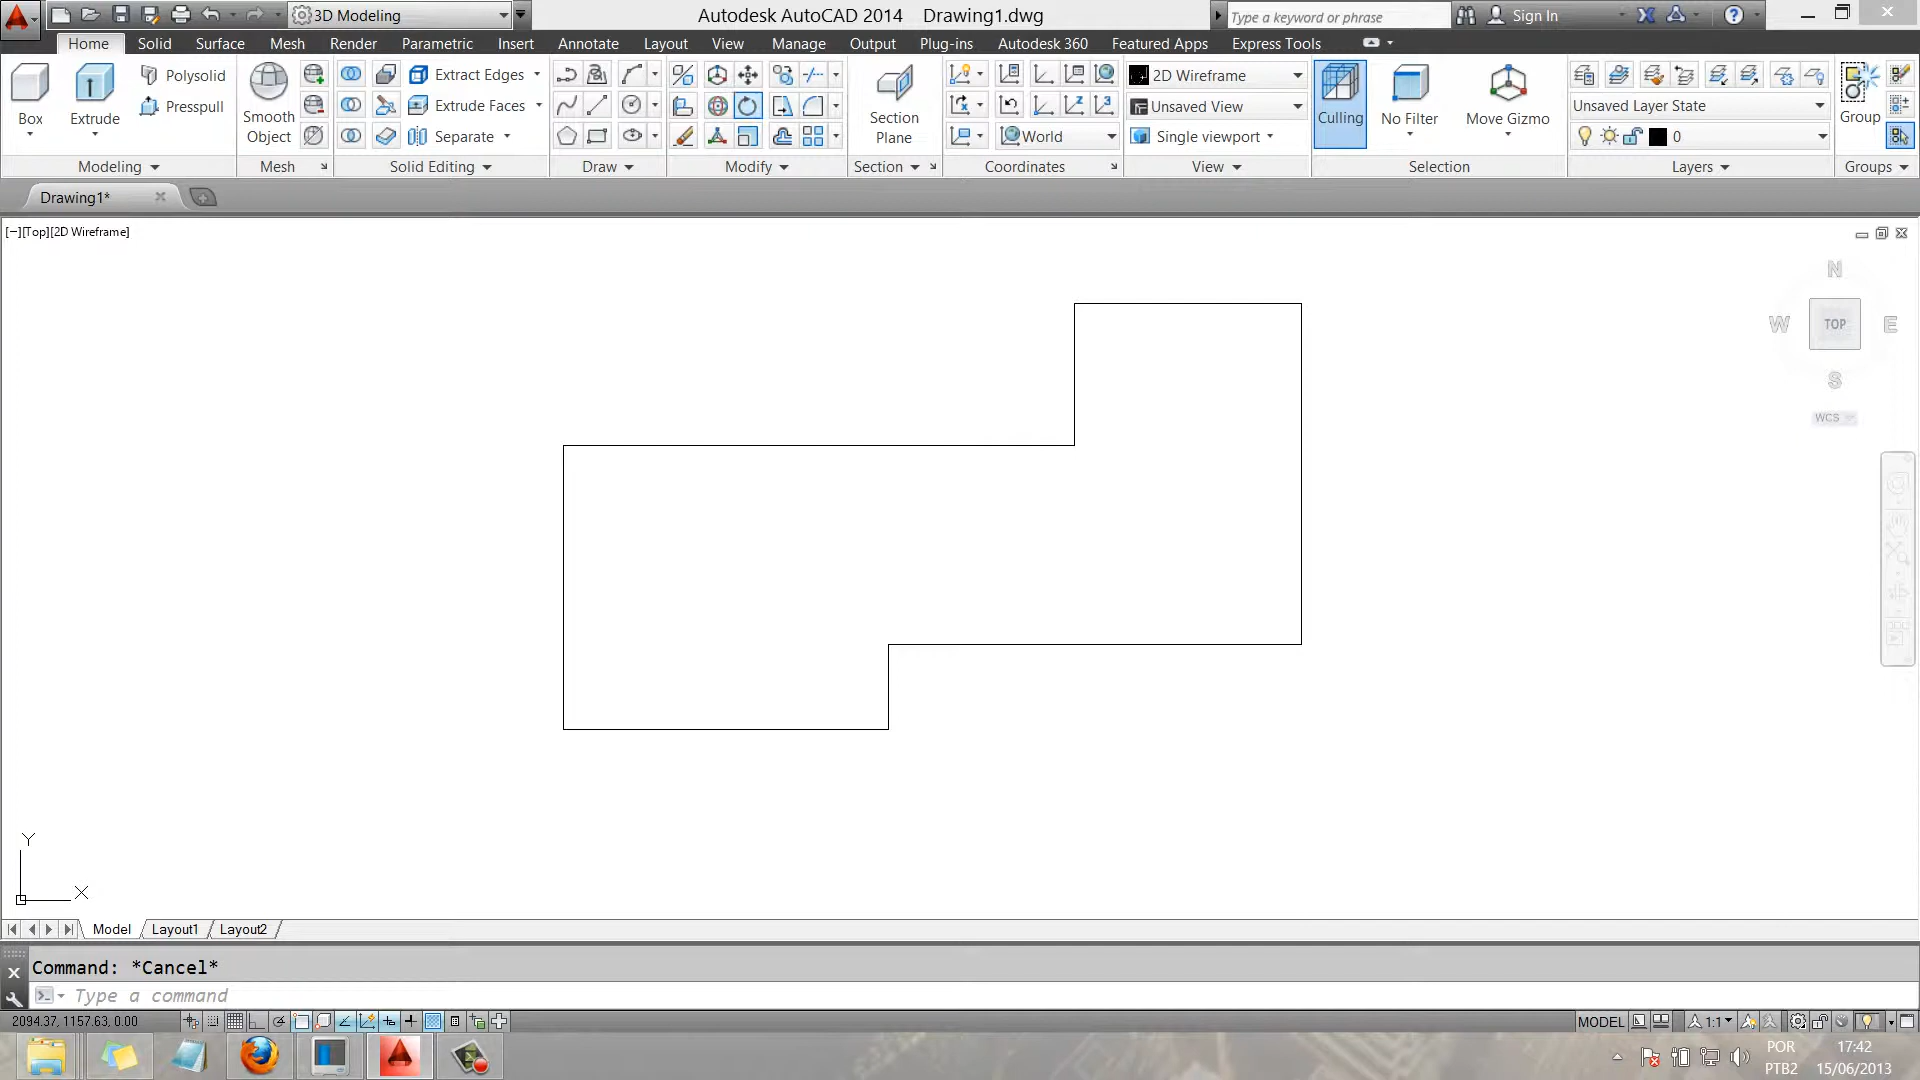 3D Modeling
Autodesk AutoCAD 2014 Drawing1.dwg
Type a keyword or phrase
Sign In
Home Solid Surface Mesh Render Parametric Insert Annotate Layout View Manage Output Plug-ins Autodesk 360 Featured Apps Express Tools
Box
Extrude
Polysolid
Presspull
Modeling
Smooth
Object
Mesh
Extract Edges
Extrude Faces
Separate
Solid Editing
Draw
Modify
Section
Plane
Section
World
Coordinates
2D Wireframe
Unsaved View
Single viewport
View
Culling
No Filter
Move Gizmo
Selection
Unsaved Layer State
0
Layers
Group
Groups
Drawing1*
[−][Top][2D Wireframe]
N
W TOP E
S
WCS
Y
X
Model Layout1 Layout2
Command: *Cancel*
Type a command
2094.37, 1157.63, 0.00
MODEL
1:1
POR
PTB2
17:42
15/06/2013